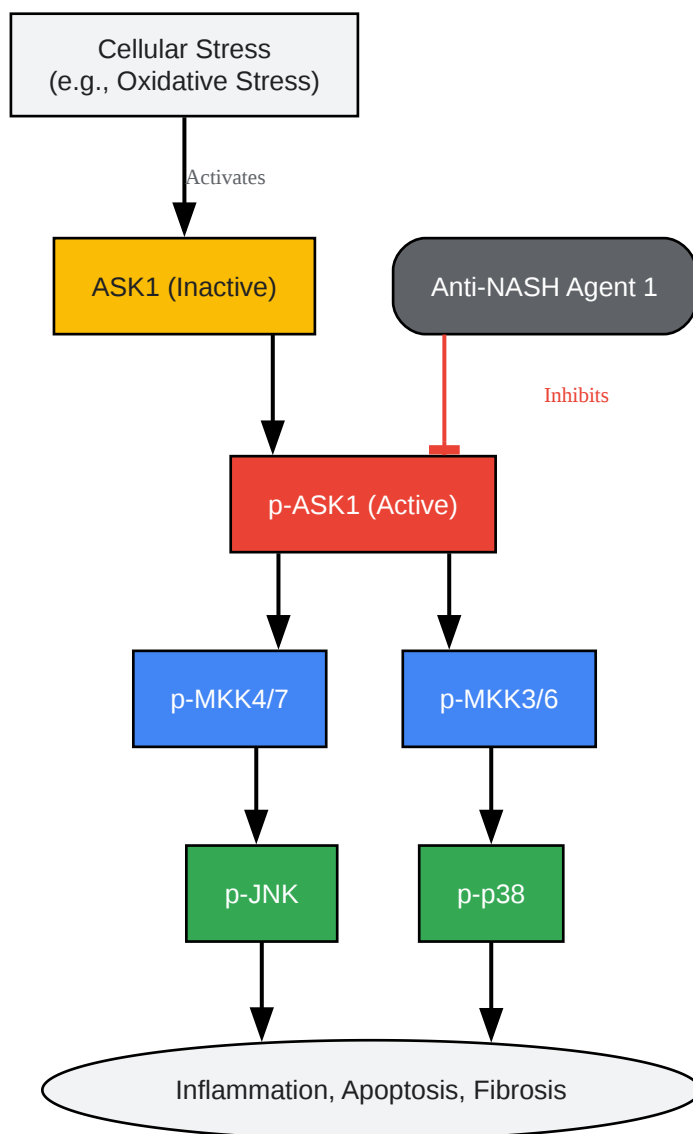 Cellular Stress
(e.g., Oxidative Stress)
Activates
ASK1 (Inactive)
Anti-NASH Agent 1
Inhibits
p-ASK1 (Active)
p-MKK4/7
p-MKK3/6
p-JNK
p-p38
Inflammation, Apoptosis, Fibrosis